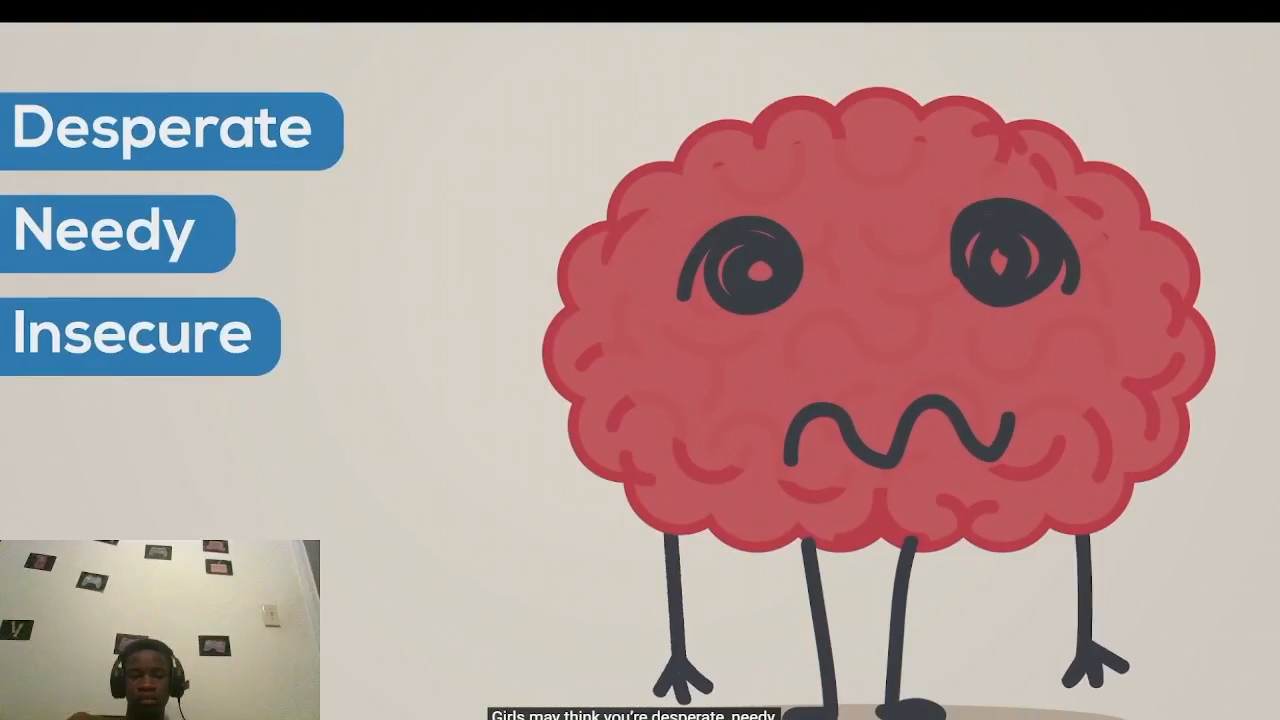 Desperate
Needy
Insecure
V
Girls may think you're desperate, needy,